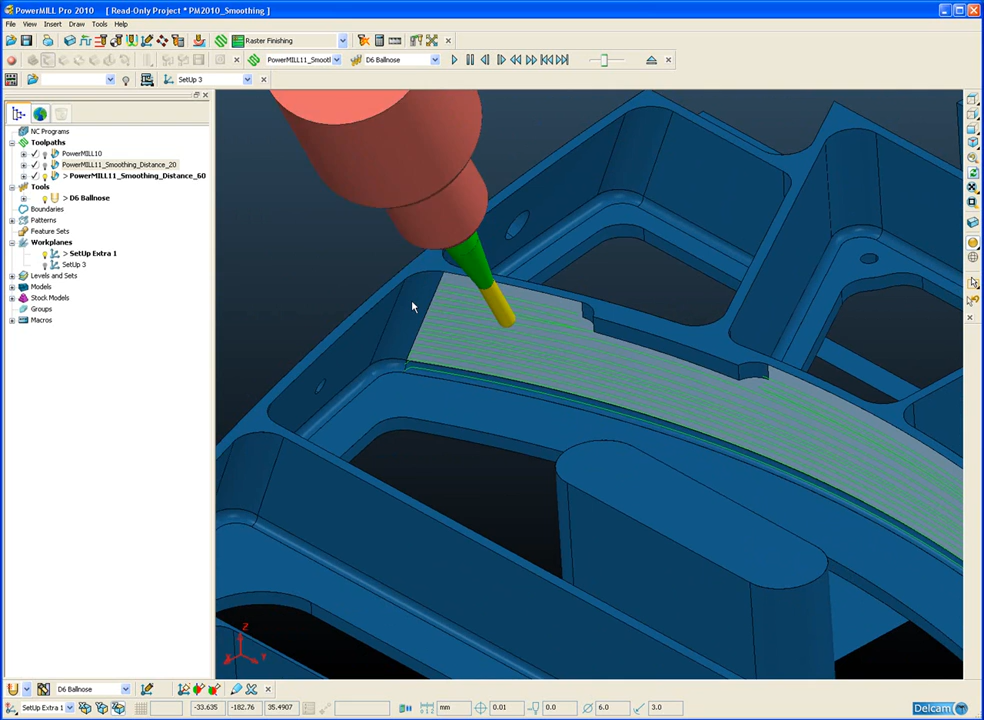 PowerMILL Pro 2010   [ Read-Only Project * PM2010_Smoothing ]
File View Insert Draw Tools Help
Raster Finishing
PowerMILL11_Smootl D6 Ballnose
SetUp 3
NC Programs
Toolpaths
PowerMILL10
PowerMILL11_Smoothing_Distance_20
> PowerMILL11_Smoothing_Distance_60
Tools
> D6 Ballnose
Boundaries
Patterns
Feature Sets
Workplanes
> SetUp Extra 1
SetUp 3
Levels and Sets
Models
Stock Models
Groups
Macros
Z
Y
D6 Ballnose
SetUp Extra 1 -33.635 -182.76 35.4907 mm 0.01 0.0 6.0 3.0 Delcam